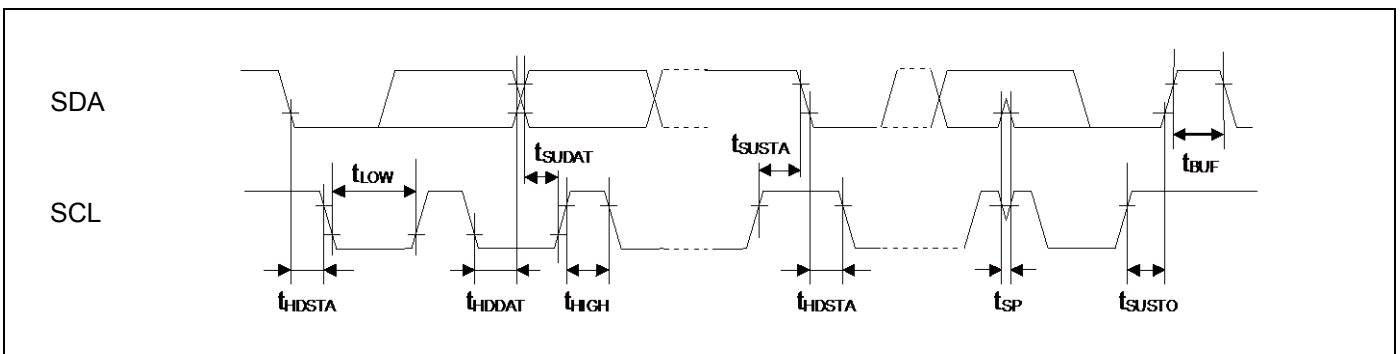 SDA
tSUDAT
tSUSTA
tBUF
tLOW
SCL
tHDSTA
tHDDAT
tHIGH
tHDSTA
tSP
tSUSTO